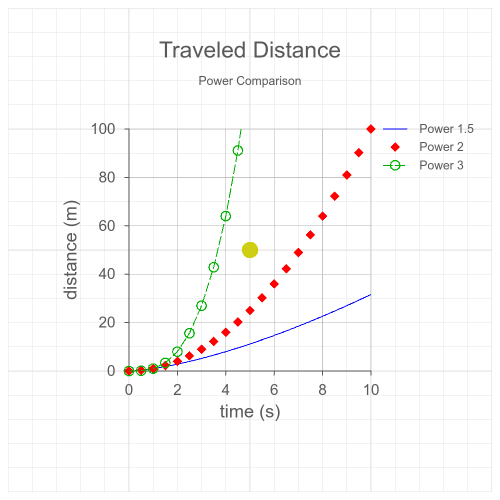 Traveled Distance
Power Comparison
distance (m)
100
80
60
40
20
0
0 2 4 6 8 10
time (s)
Power 1.5
Power 2
Power 3